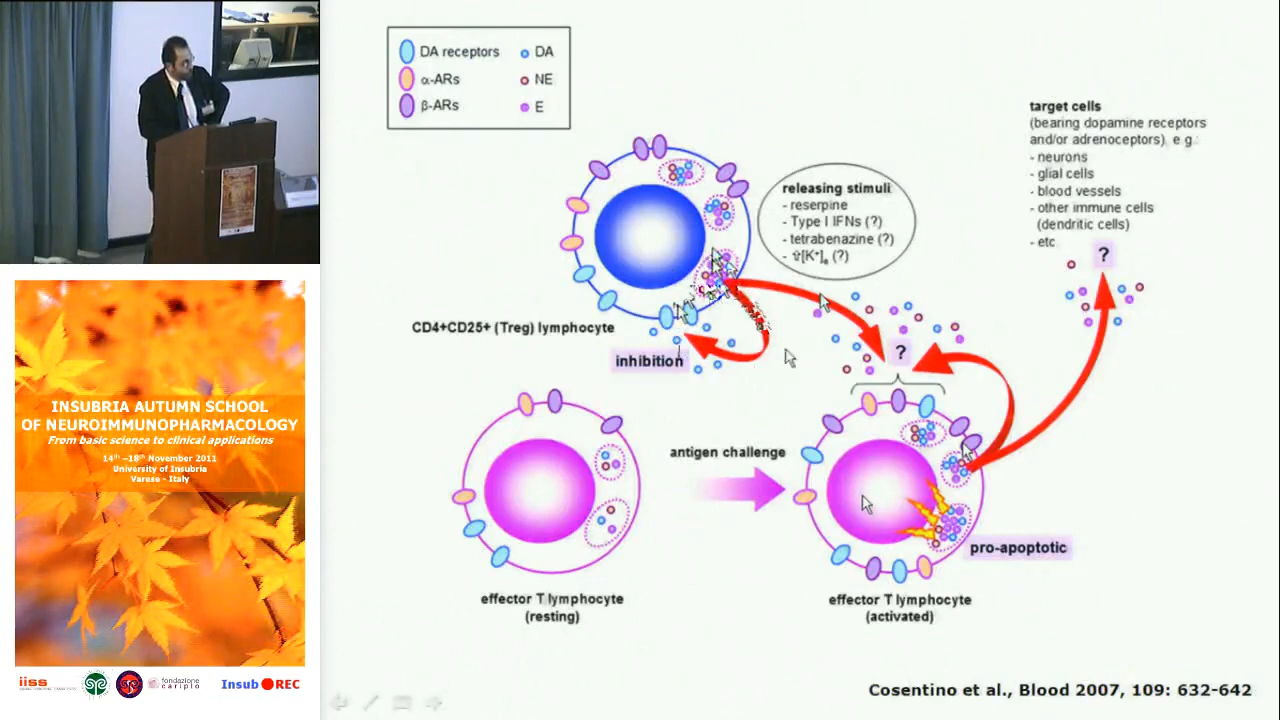 DA receptors
DA
α-ARs
NE
β-ARs
E
target cells
(bearing dopamine receptors
and/or adrenoceptors), e.g.:
- neurons
- glial cells
- blood vessels
- other immune cells
(dendritic cells)
- etc
?
releasing stimuli
- reserpine
- Type I IFNs (?)
- tetrabenazine (?)
- ⇧[K⁺]e (?)
CD4+CD25+ (Treg) lymphocyte
inhibition
?
antigen challenge
pro-apoptotic
effector T lymphocyte
(resting)
effector T lymphocyte
(activated)
Cosentino et al., Blood 2007, 109: 632-642
INSUBRIA AUTUMN SCHOOL
OF NEUROIMMUNOPHARMACOLOGY
From basic science to clinical applications
14th –18th November 2011
University of Insubria
Varese - Italy
iiss
fondazione
cariplo
Insub REC